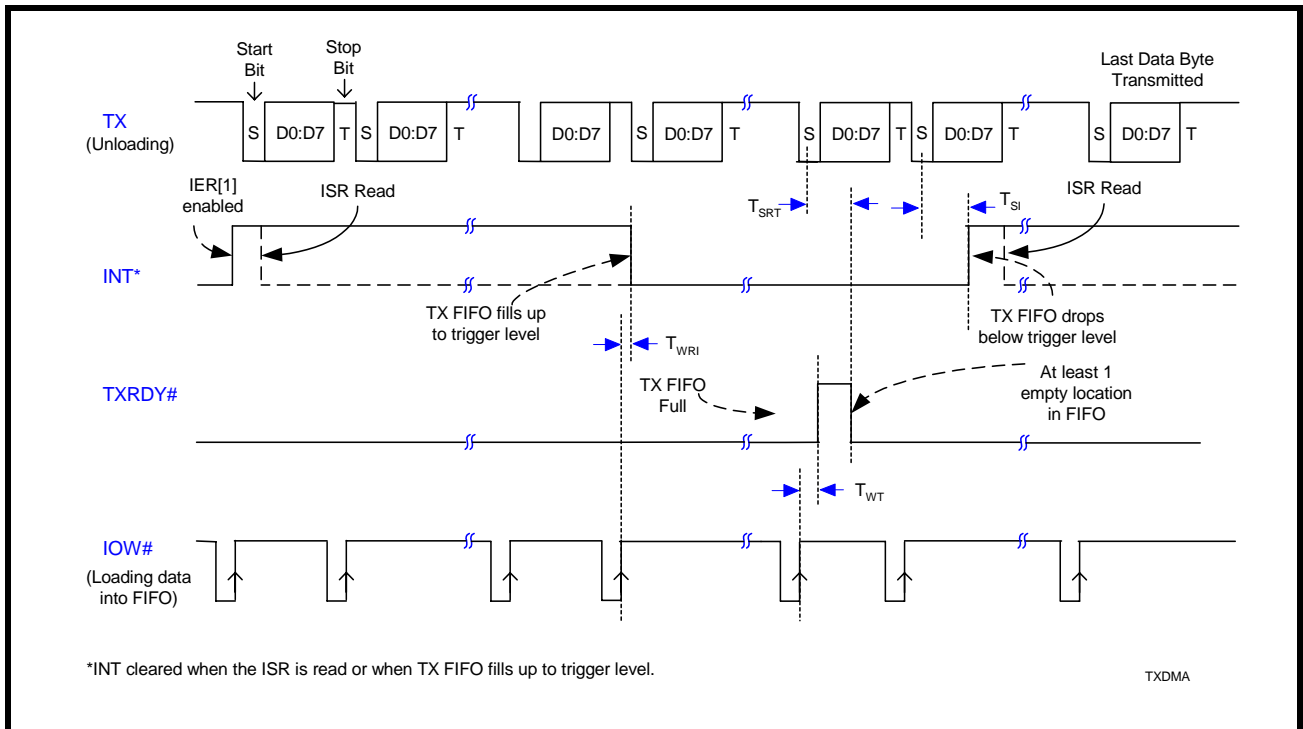 Start
Bit
Stop
Bit
Last Data Byte
Transmitted
TX
(Unloading)
S D0:D7 T S D0:D7 T D0:D7 S D0:D7 T S D0:D7 T S D0:D7 T S D0:D7 T
IER[1]
enabled
ISR Read
TSRT
TSI
ISR Read
INT*
TX FIFO fills up
to trigger level
TX FIFO drops
below trigger level
TWRI
TXRDY#
TX FIFO
Full
At least 1
empty location
in FIFO
TWT
IOW#
(Loading data
into FIFO)
*INT cleared when the ISR is read or when TX FIFO fills up to trigger level.
TXDMA